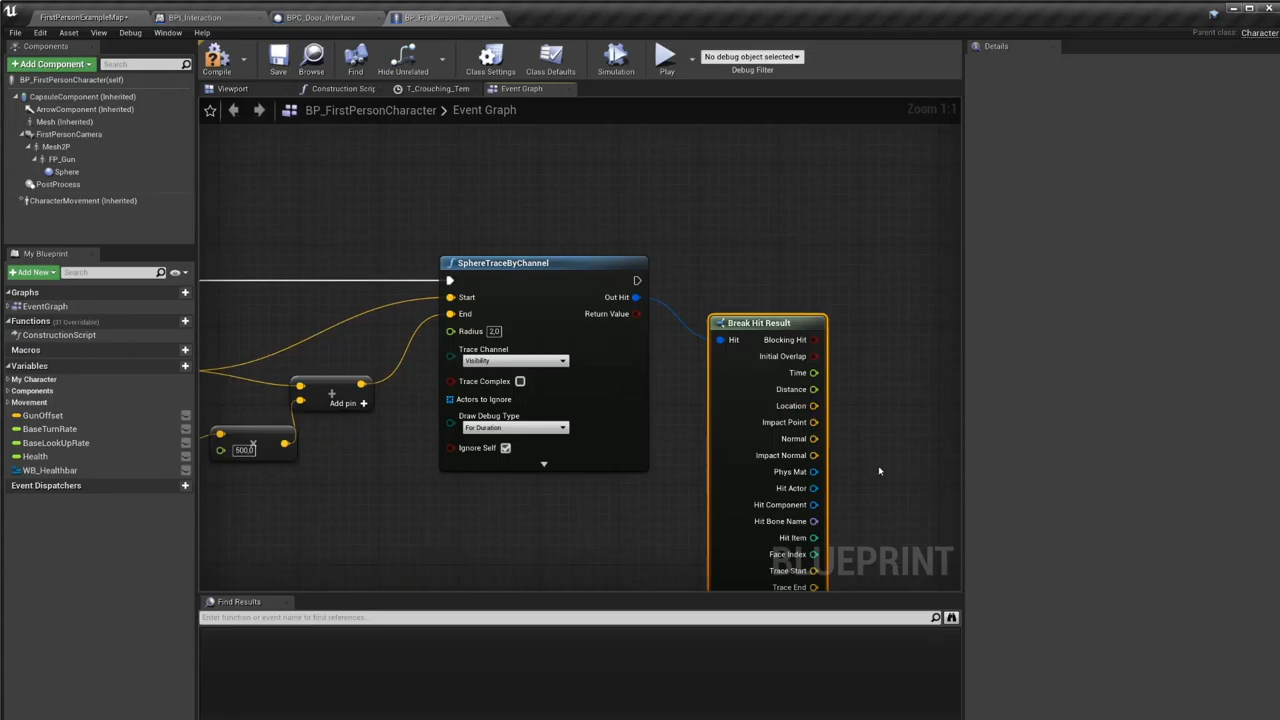 FirstPersonExampleMap*
BPI_Interaction
BPC_Door_Interface
BP_FirstPersonCharacter*
File Edit Asset View Debug Window Help
Parent class: Character
Components
+Add Component
Search
BP_FirstPersonCharacter(self)
CapsuleComponent (Inherited)
ArrowComponent (Inherited)
Mesh (Inherited)
FirstPersonCamera
Mesh2P
FP_Gun
Sphere
PostProcess
CharacterMovement (Inherited)
My Blueprint
+Add New
Search
Graphs
EventGraph
Functions (31 Overridable)
ConstructionScript
Macros
Variables
My Character
Components
Movement
GunOffset
BaseTurnRate
BaseLookUpRate
Health
WB_Healthbar
Event Dispatchers
Compile
Save
Browse
Find
Hide Unrelated
Class Settings
Class Defaults
Simulation
Play
No debug object selected
Debug Filter
Viewport
Construction Scrip
T_Crouching_Tem
Event Graph
BP_FirstPersonCharacter > Event Graph
Zoom 1:1
Add pin +
500,0
SphereTraceByChannel
Start
Out Hit
End
Return Value
Radius 2,0
Trace Channel
Visibility
Trace Complex
Actors to Ignore
Draw Debug Type
For Duration
Ignore Self
Break Hit Result
Hit
Blocking Hit
Initial Overlap
Time
Distance
Location
Impact Point
Normal
Impact Normal
Phys Mat
Hit Actor
Hit Component
Hit Bone Name
Hit Item
Face Index
Trace Start
Trace End
BLUEPRINT
Find Results
Enter function or event name to find references...
Details